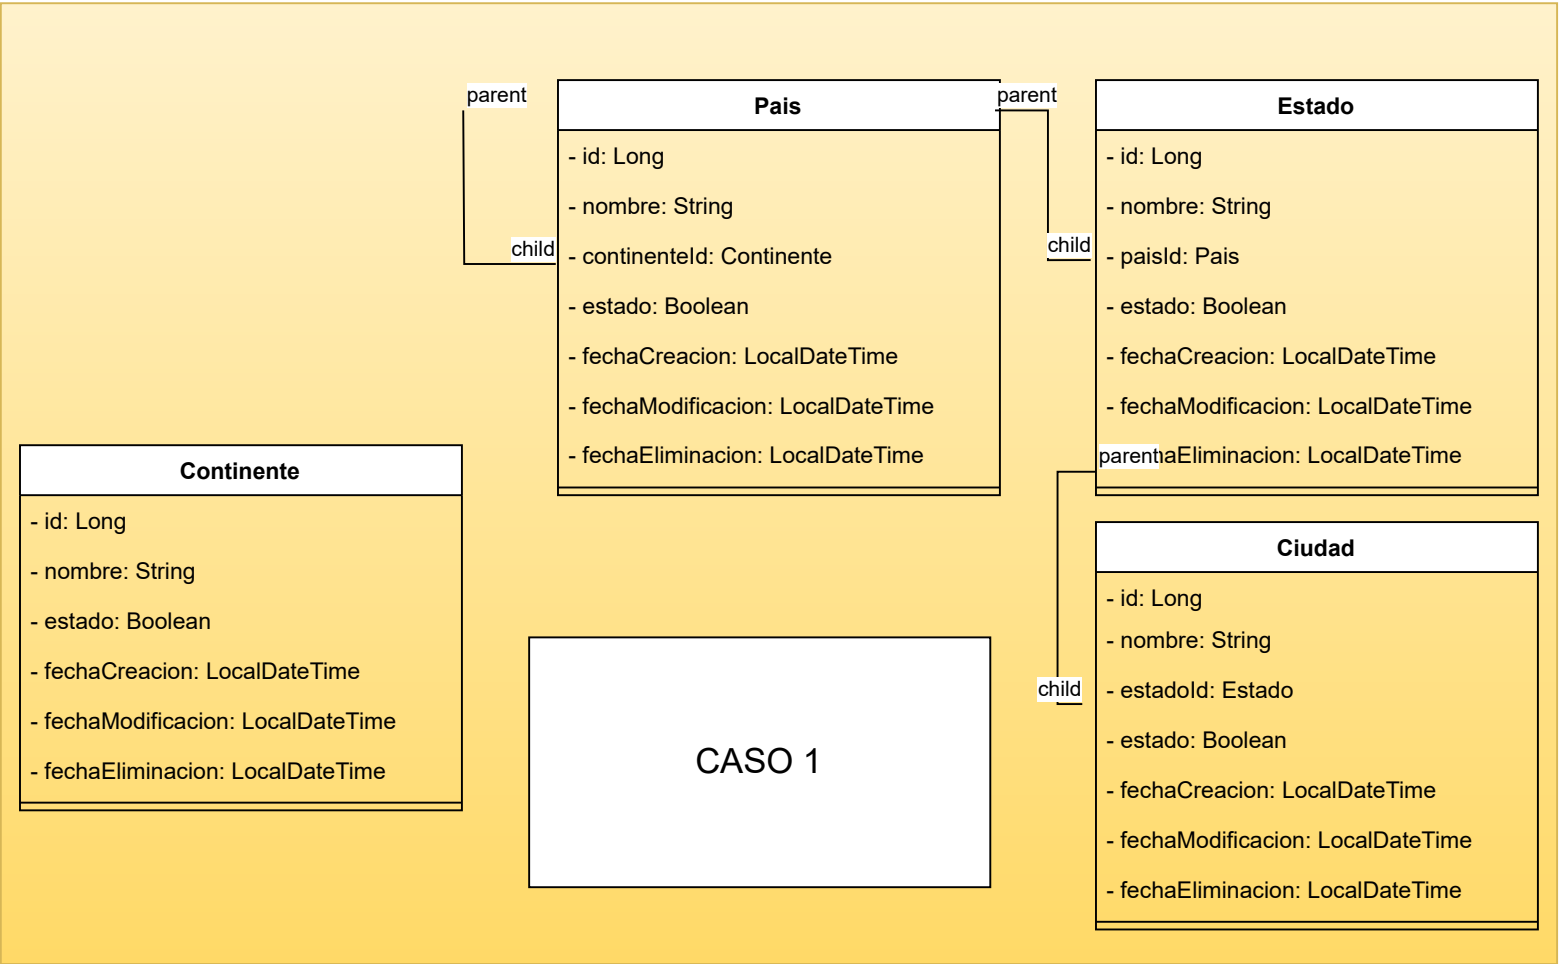 parent
child
Pais
- id: Long
- nombre: String
- continenteId: Continente
- estado: Boolean
- fechaCreacion: LocalDateTime
- fechaModificacion: LocalDateTime
- fechaEliminacion: LocalDateTime
parent
child
Estado
- id: Long
- nombre: String
- paisId: Pais
- estado: Boolean
- fechaCreacion: LocalDateTime
- fechaModificacion: LocalDateTime
parent
naEliminacion: LocalDateTime
Continente
- id: Long
- nombre: String
- estado: Boolean
- fechaCreacion: LocalDateTime
- fechaModificacion: LocalDateTime
- fechaEliminacion: LocalDateTime
CASO 1
child
Ciudad
- id: Long
- nombre: String
- estadoId: Estado
- estado: Boolean
- fechaCreacion: LocalDateTime
- fechaModificacion: LocalDateTime
- fechaEliminacion: LocalDateTime